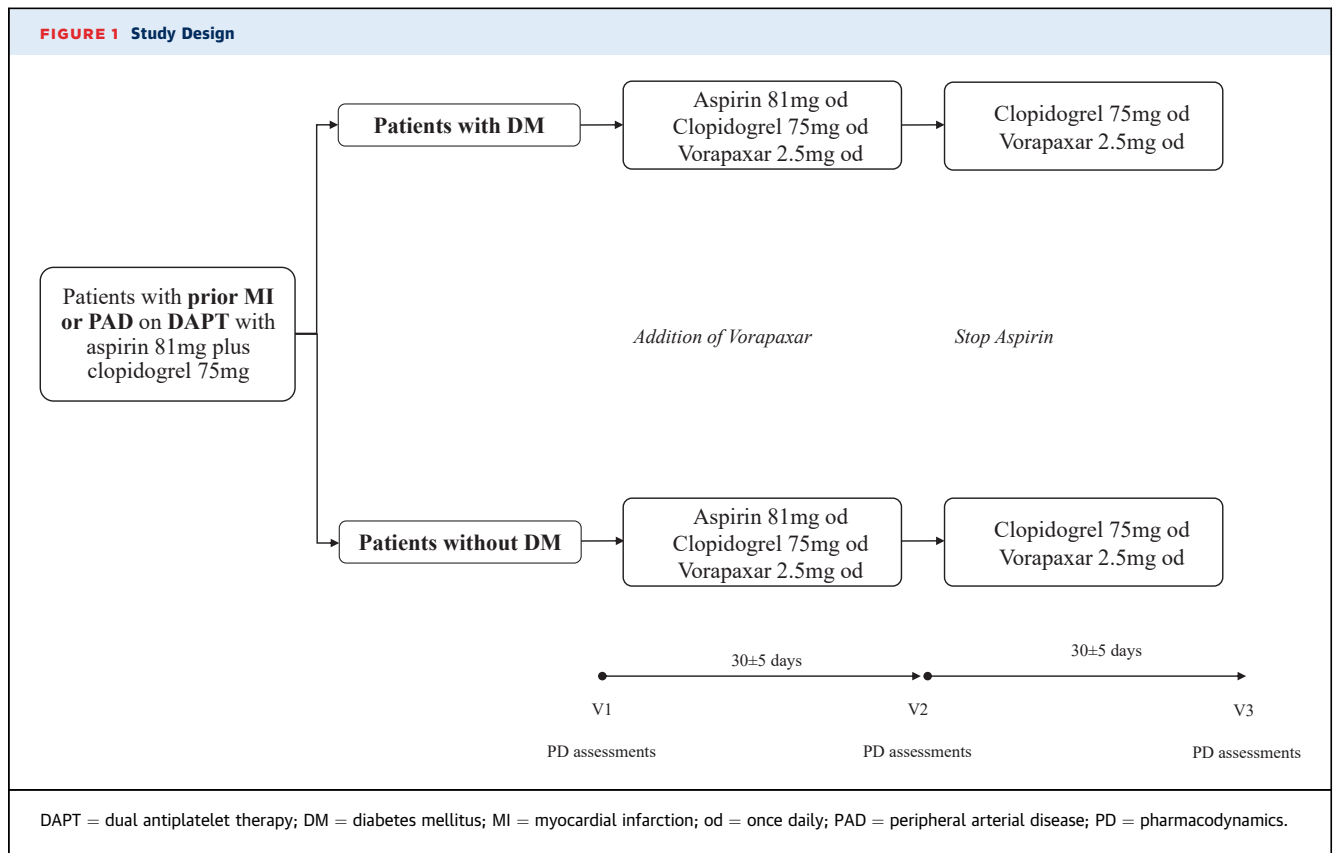 FIGURE 1 Study Design
Patients with DM
Aspirin 81mg od
Clopidogrel 75mg od
Vorapaxar 2.5mg od
Clopidogrel 75mg od
Vorapaxar 2.5mg od
Patients with prior MI
or PAD on DAPT with
aspirin 81mg plus
clopidogrel 75mg
Addition of Vorapaxar
Stop Aspirin
Patients without DM
Aspirin 81mg od
Clopidogrel 75mg od
Vorapaxar 2.5mg od
Clopidogrel 75mg od
Vorapaxar 2.5mg od
30±5 days
30±5 days
V1
V2
V3
PD assessments
PD assessments
PD assessments
DAPT = dual antiplatelet therapy; DM = diabetes mellitus; MI = myocardial infarction; od = once daily; PAD = peripheral arterial disease; PD = pharmacodynamics.